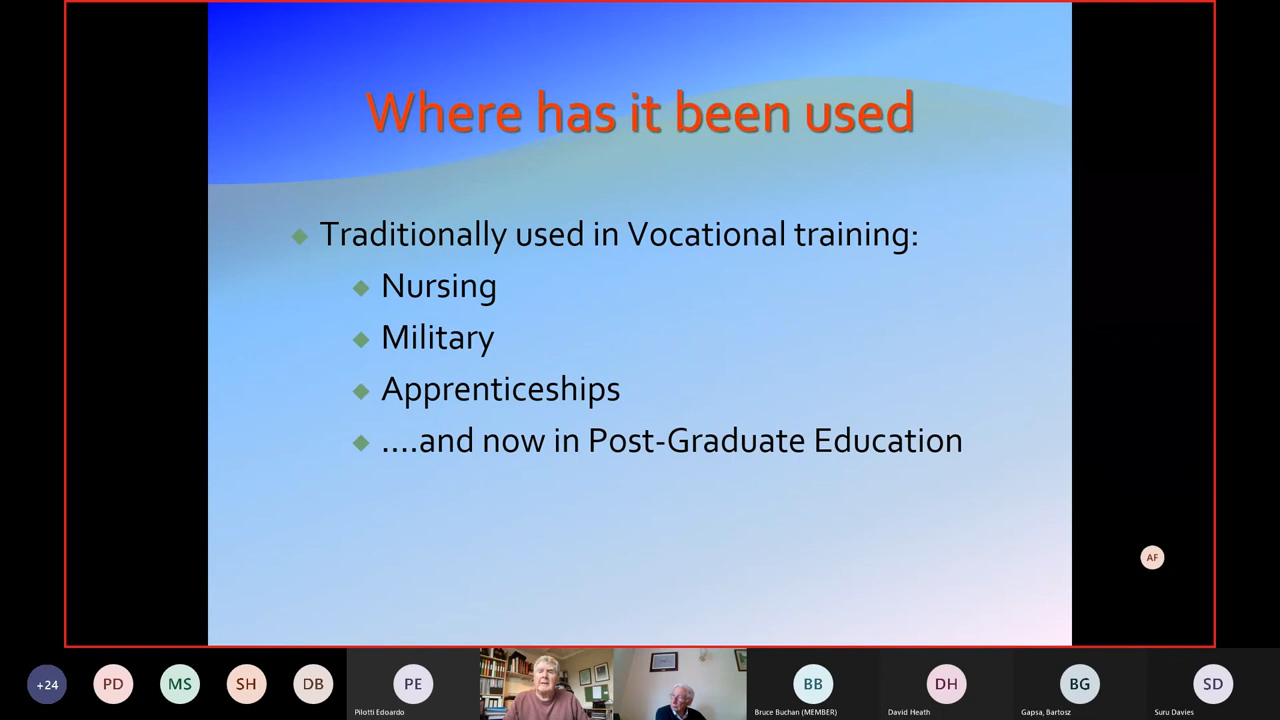 Where has it been used
Traditionally used in Vocational training:
Nursing
Military
Apprenticeships
....and now in Post-Graduate Education
AF
+24
PD
MS
SH
DB
PE
BB
DH
BG
SD
Pilotti Edoardo
Bruce Buchan (MEMBER)
David Heath
Gapsa, Bartosz
Suru Davies